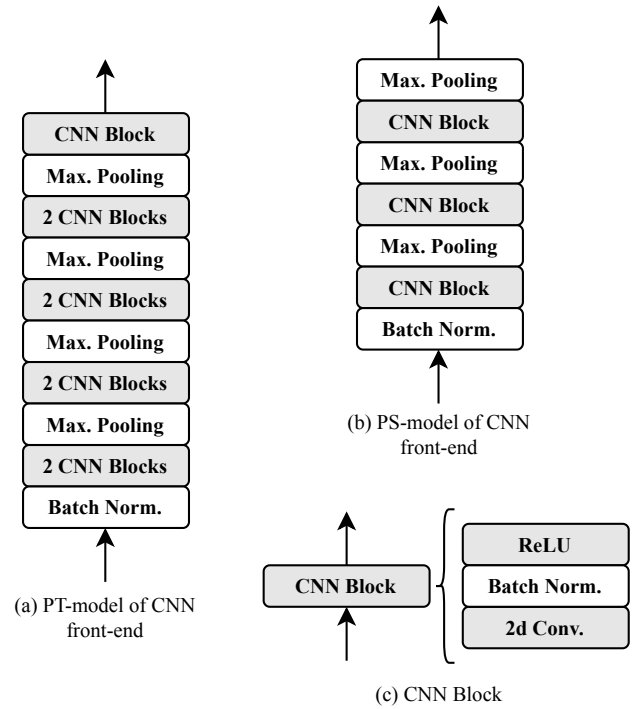 CNN Block
Max. Pooling
2 CNN Blocks
Max. Pooling
2 CNN Blocks
Max. Pooling
2 CNN Blocks
Max. Pooling
2 CNN Blocks
Batch Norm.
(a) PT-model of CNN
front-end
Max. Pooling
CNN Block
Max. Pooling
CNN Block
Max. Pooling
CNN Block
Batch Norm.
(b) PS-model of CNN
front-end
CNN Block
ReLU
Batch Norm.
2d Conv.
(c) CNN Block